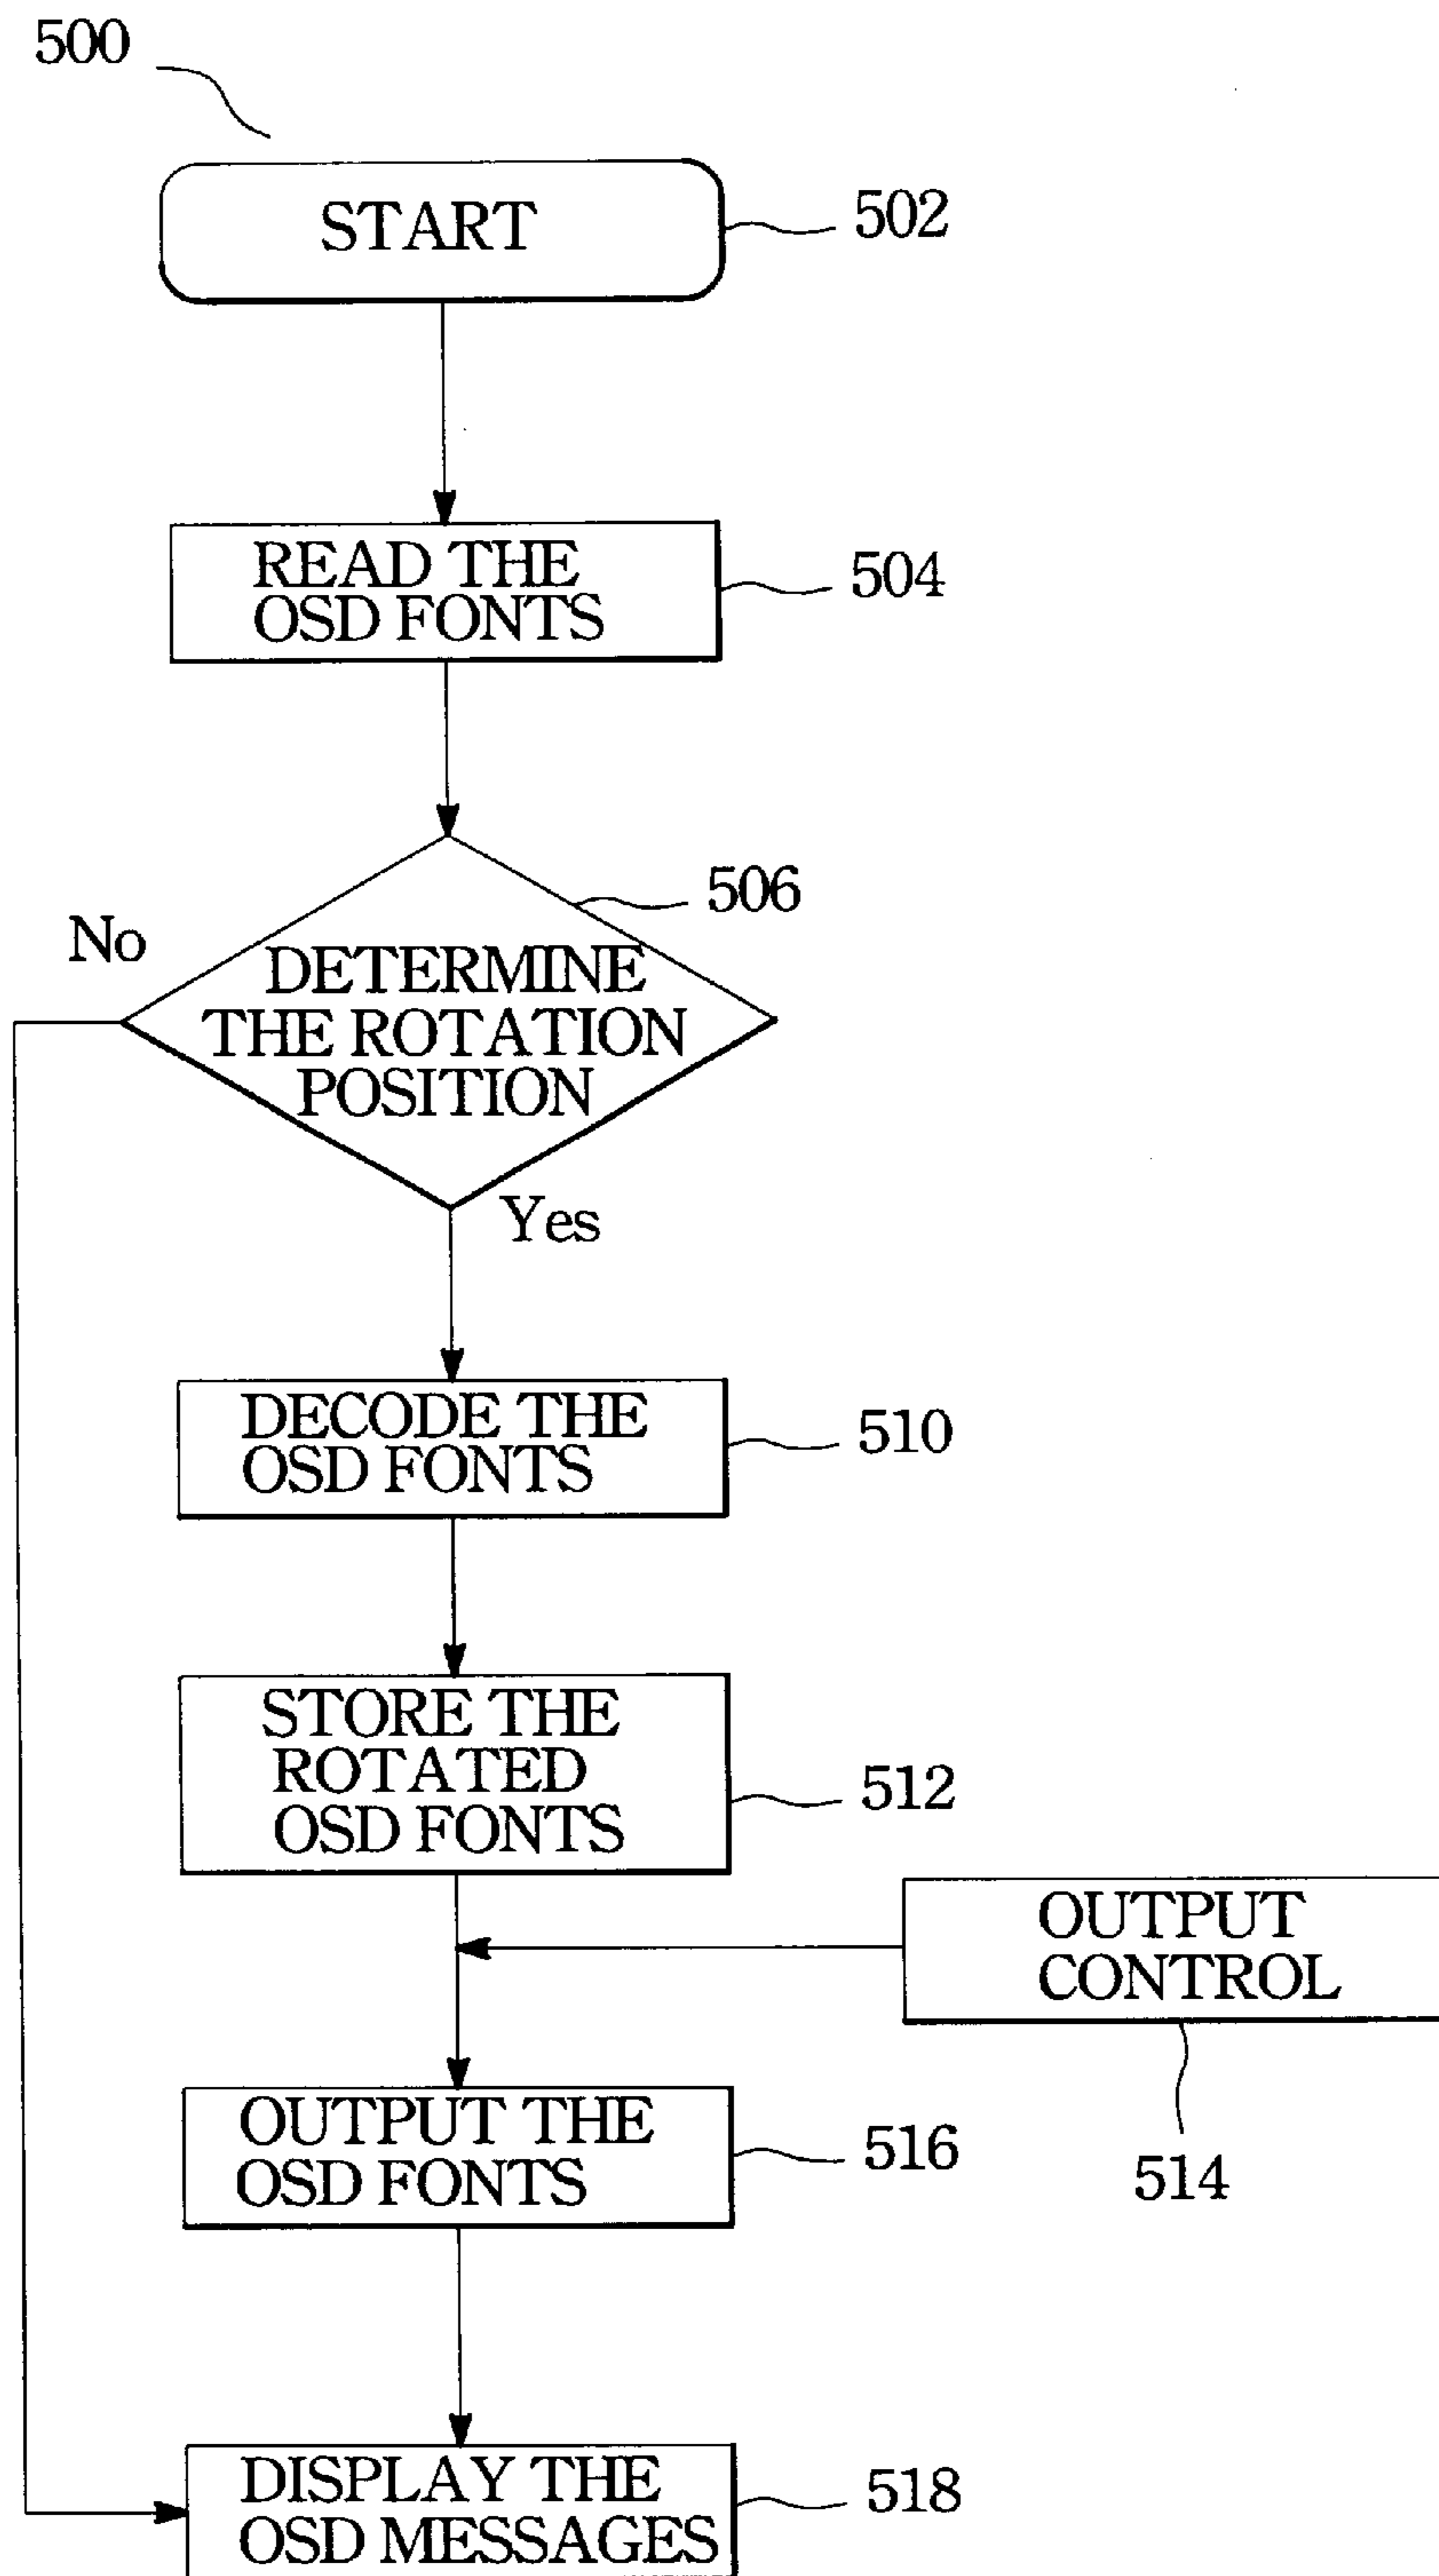 500
START
502
READ THE
OSD FONTS
504
506
No
DETERMINE
THE ROTATION
POSITION
Yes
DECODE THE
OSD FONTS
510
STORE THE
ROTATED
OSD FONTS
512
OUTPUT
CONTROL
514
OUTPUT THE
OSD FONTS
516
DISPLAY THE
OSD MESSAGES
518